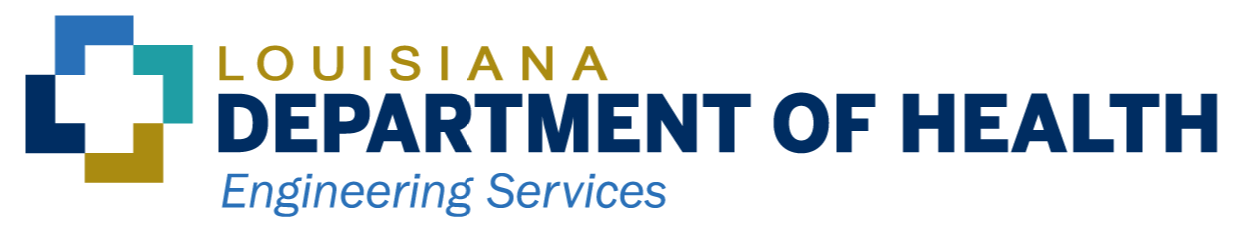 LOUISIANA
DEPARTMENT OF HEALTH
Engineering Services